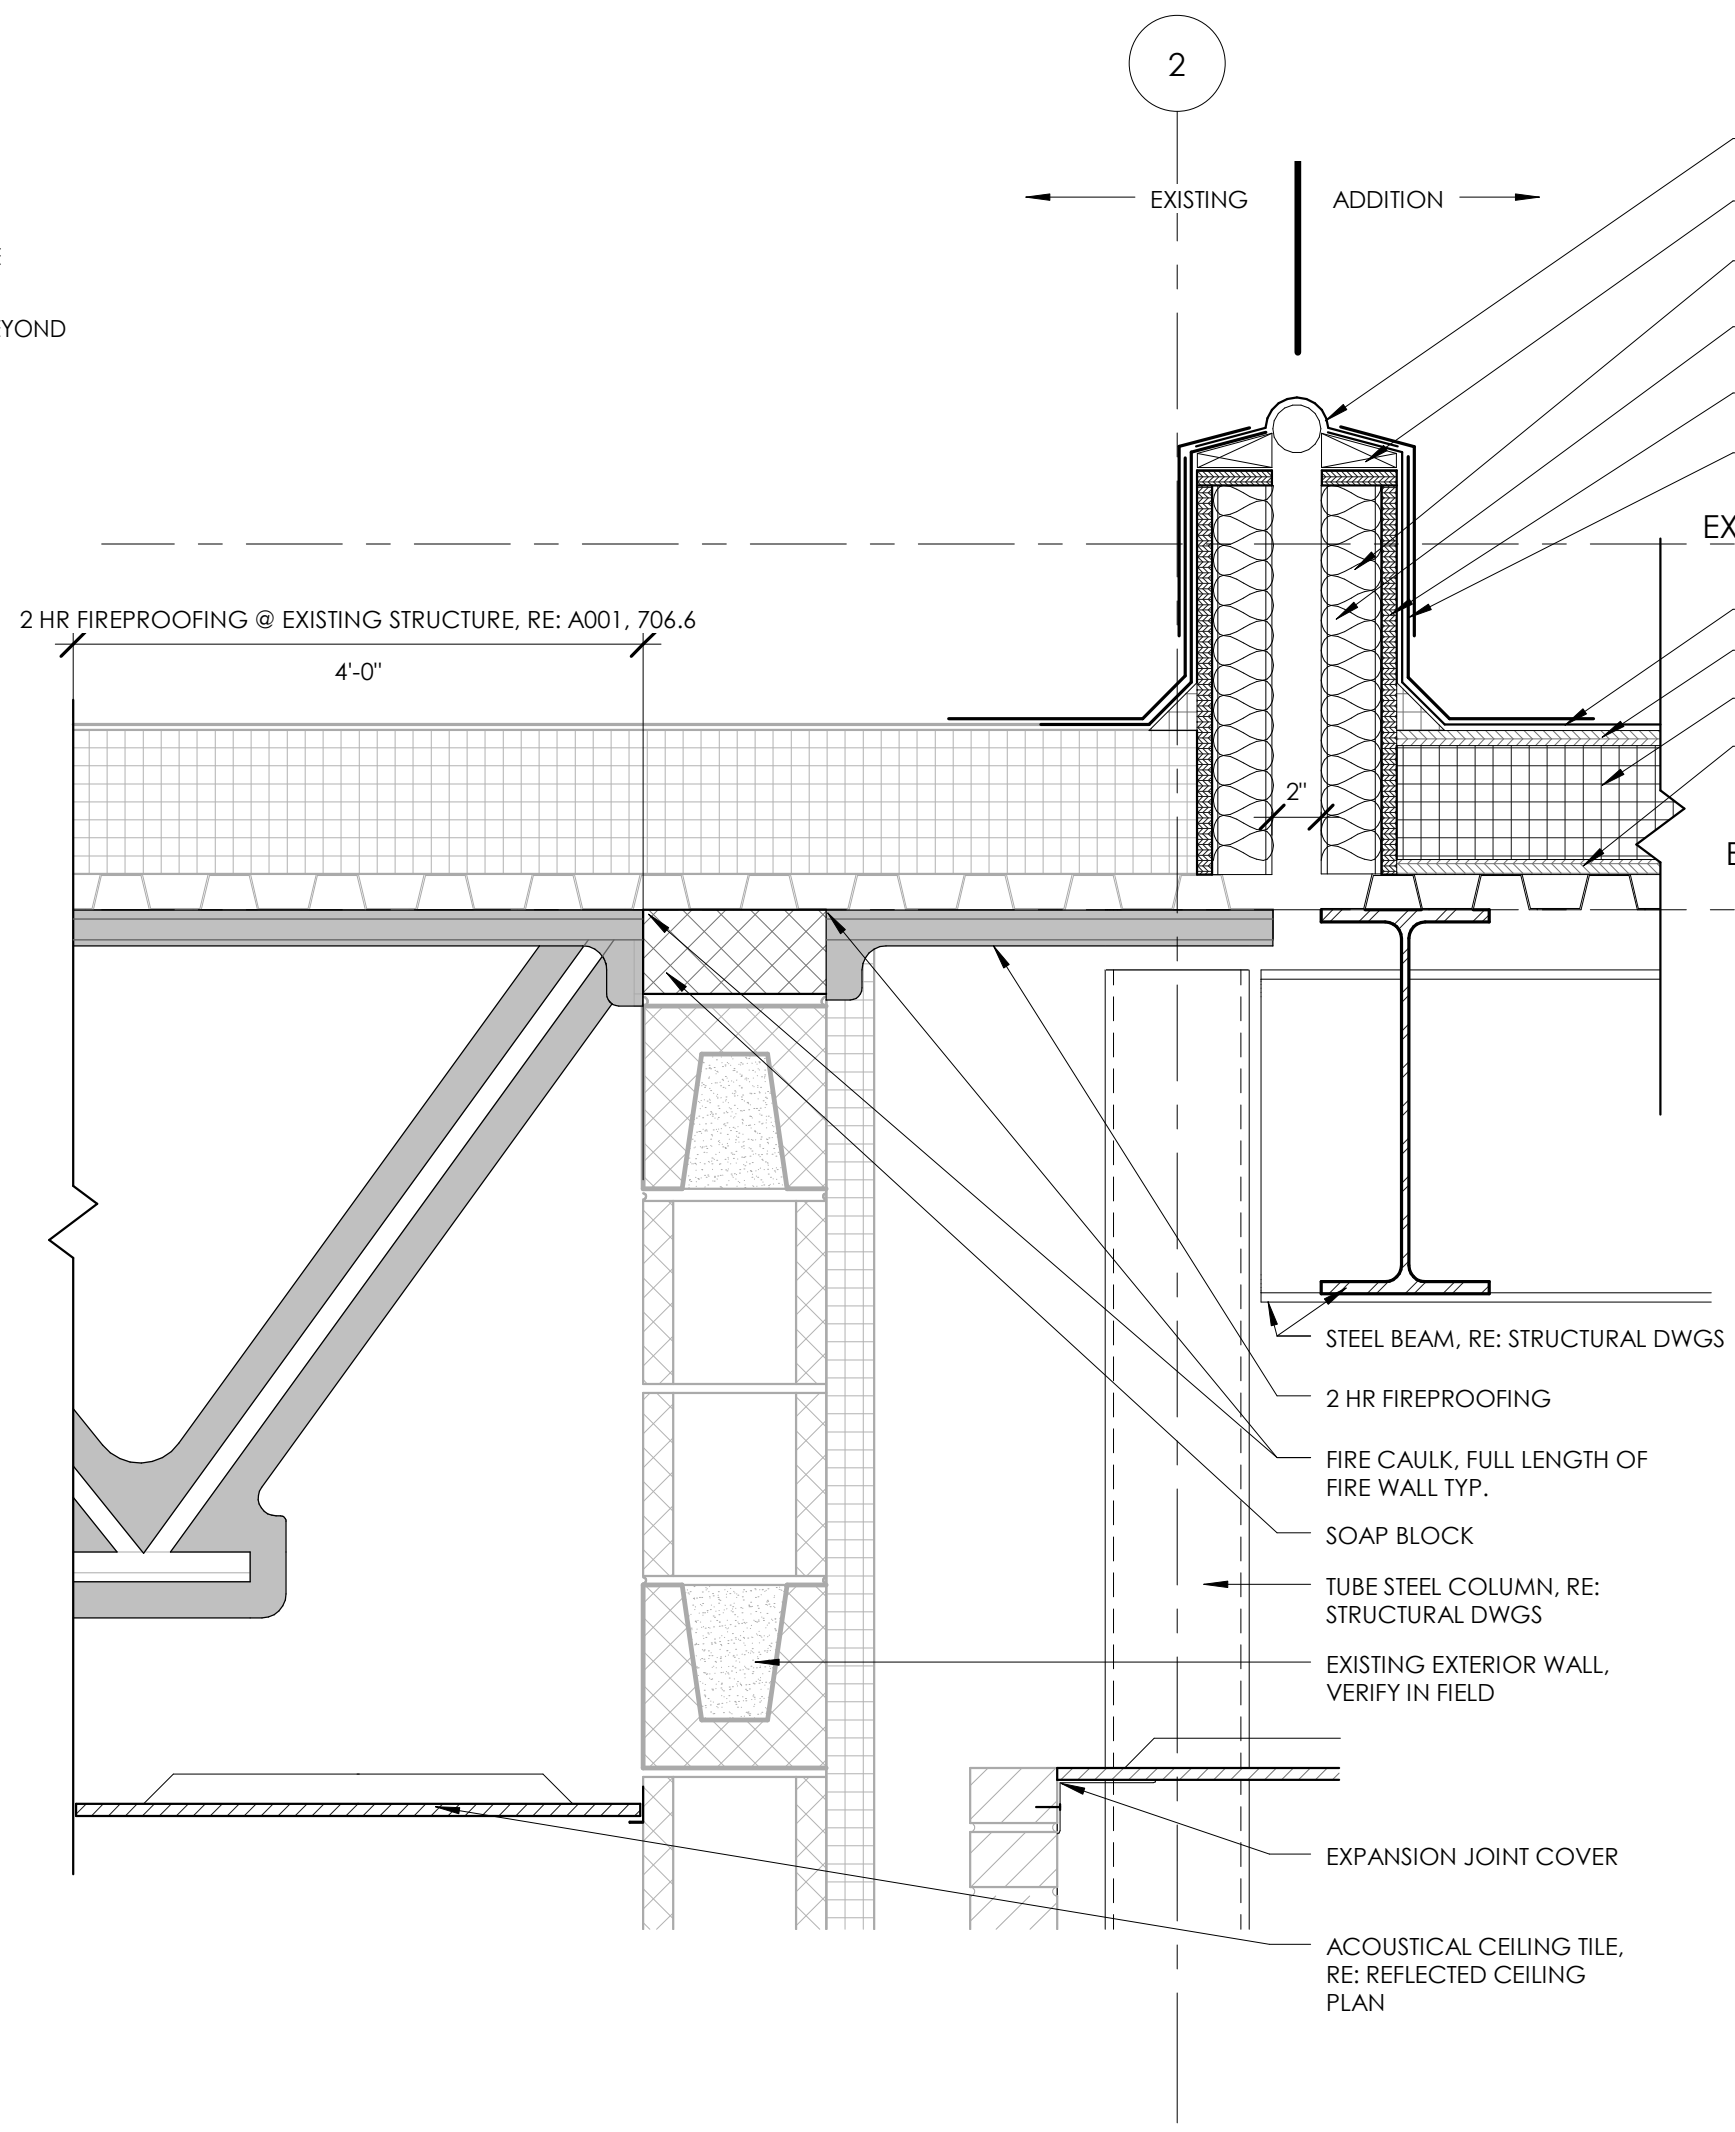 2
EXISTING
ADDITION
YOND
2 HR FIREPROOFING @ EXISTING STRUCTURE, RE: A001, 706.6
4'-0"
EX
2"
STEEL BEAM, RE: STRUCTURAL DWGS
2 HR FIREPROOFING
FIRE CAULK, FULL LENGTH OF
FIRE WALL TYP.
SOAP BLOCK
TUBE STEEL COLUMN, RE:
STRUCTURAL DWGS
EXISTING EXTERIOR WALL,
VERIFY IN FIELD
EXPANSION JOINT COVER
ACOUSTICAL CEILING TILE,
RE: REFLECTED CEILING
PLAN